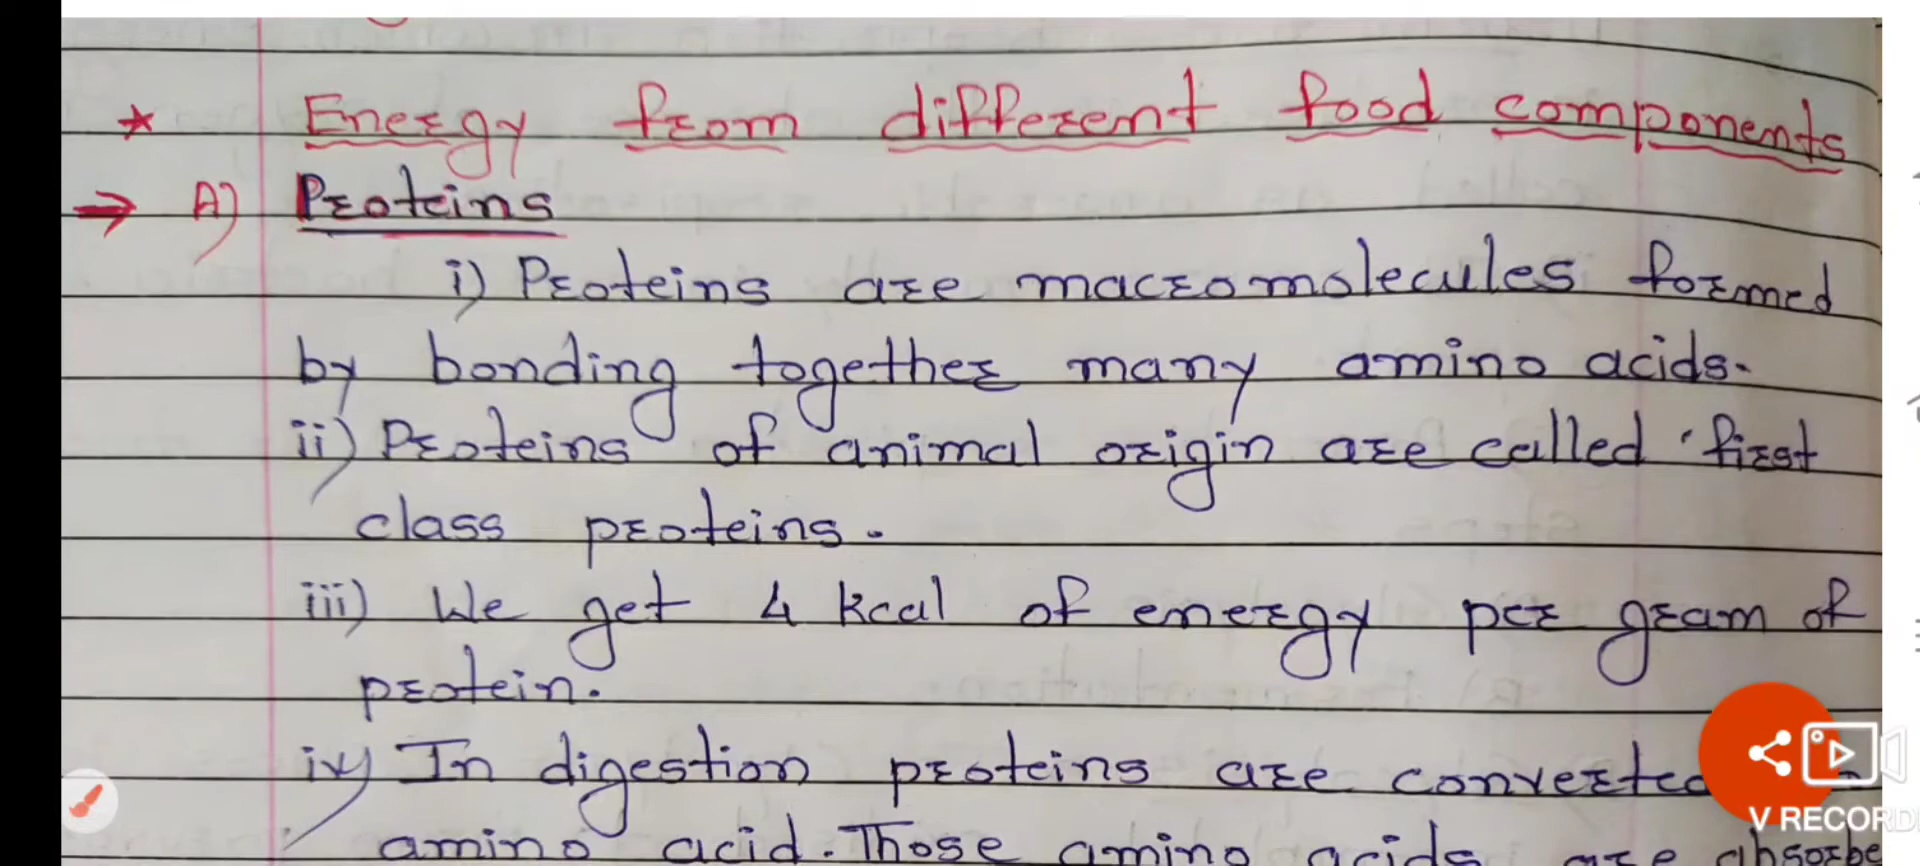 * Energy from different food components
→ A) Proteins
i) Proteins are macromolecules formed
by bonding together many amino acids.
ii) Proteins of animal origin are called 'first
class proteins.
iii) We get 4 kcal of energy per gram of
protein.
iv) In digestion proteins are converted
amino acid. Those amino acids are absorbe
V RECORD